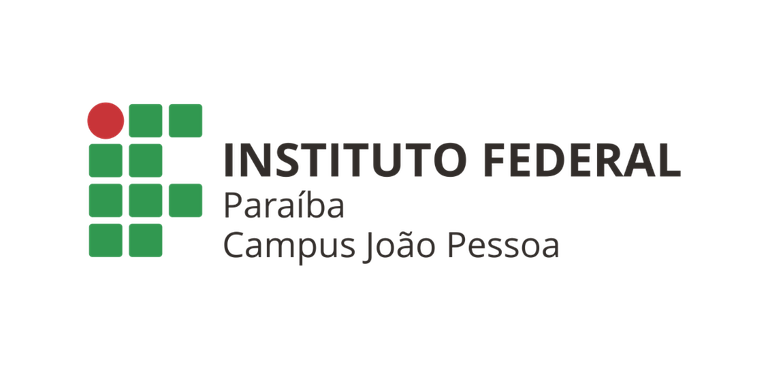 INSTITUTO FEDERAL
Paraíba
Campus João Pessoa